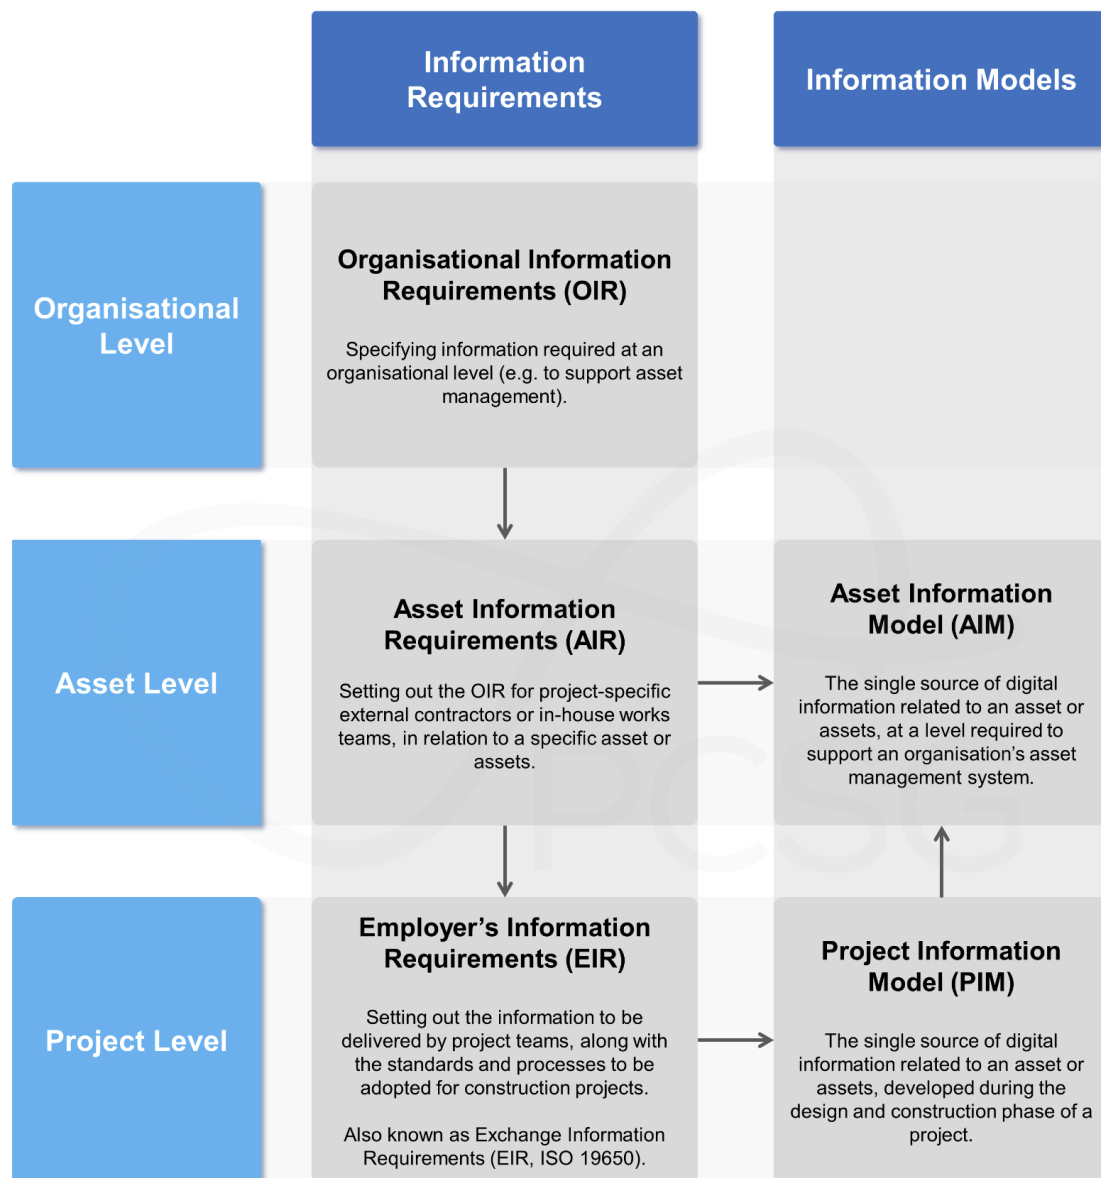 Information
Requirements
Information Models
Organisational
Level
Organisational Information
Requirements (OIR)
Specifying information required at an
organisational level (e.g. to support asset
management).
Asset Level
Asset Information
Requirements (AIR)
Setting out the OIR for project-specific
external contractors or in-house works
teams, in relation to a specific asset or
assets.
Asset Information
Model (AIM)
The single source of digital
information related to an asset or
assets, at a level required to
support an organisation’s asset
management system.
Project Level
Employer’s Information
Requirements (EIR)
Setting out the information to be
delivered by project teams, along with
the standards and processes to be
adopted for construction projects.
Also known as Exchange Information
Requirements (EIR, ISO 19650).
Project Information
Model (PIM)
The single source of digital
information related to an asset or
assets, developed during the
design and construction phase of a
project.
PCSG